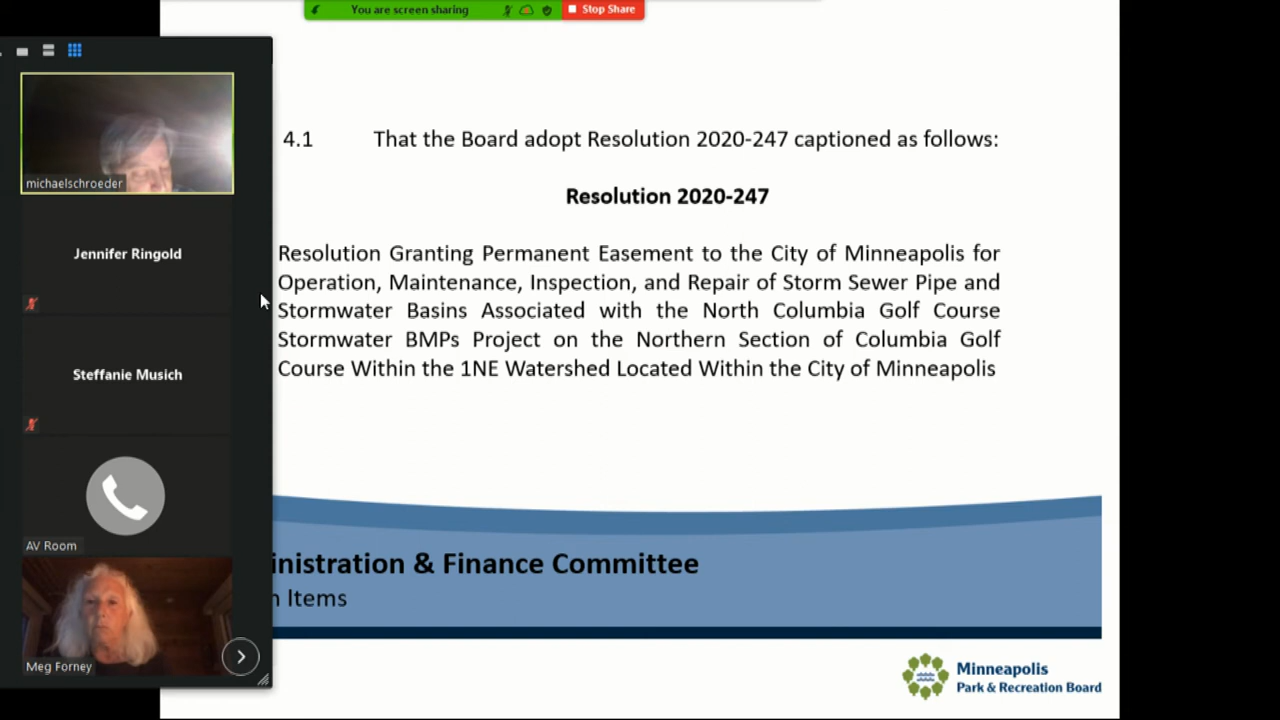 You are screen sharing
Stop Share
michaelschroeder
Jennifer Ringold
Steffanie Musich
AV Room
Meg Forney
4.1 That the Board adopt Resolution 2020-247 captioned as follows:
Resolution 2020-247
Resolution Granting Permanent Easement to the City of Minneapolis for
Operation, Maintenance, Inspection, and Repair of Storm Sewer Pipe and
Stormwater Basins Associated with the North Columbia Golf Course
Stormwater BMPs Project on the Northern Section of Columbia Golf
Course Within the 1NE Watershed Located Within the City of Minneapolis
inistration & Finance Committee
n Items
Minneapolis
Park & Recreation Board